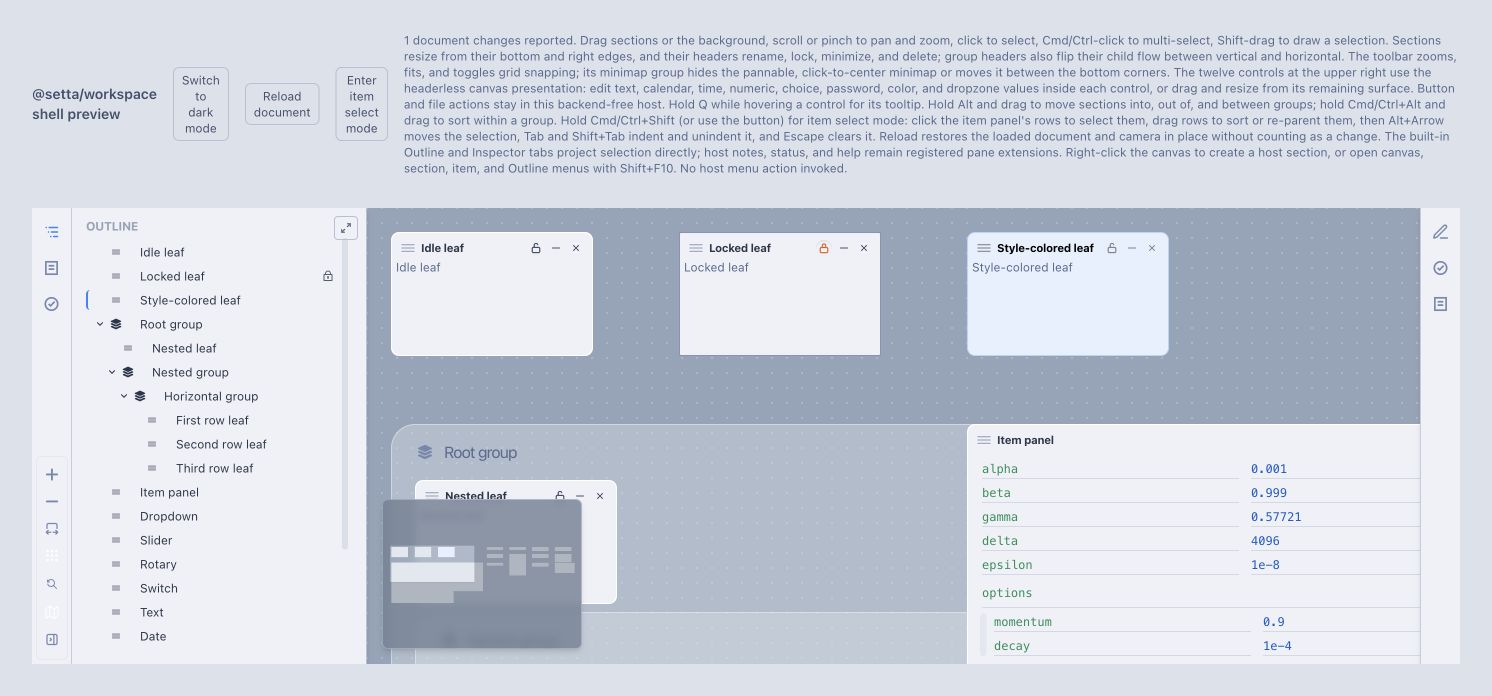 @setta/workspace
shell preview
Switch
to
dark
mode
Reload
document
Enter
item
select
mode
1 document changes reported. Drag sections or the background, scroll or pinch to pan and zoom, click to select, Cmd/Ctrl-click to multi-select, Shift-drag to draw a selection. Sections
resize from their bottom and right edges, and their headers rename, lock, minimize, and delete; group headers also flip their child flow between vertical and horizontal. The toolbar zooms,
fits, and toggles grid snapping; its minimap group hides the pannable, click-to-center minimap or moves it between the bottom corners. The twelve controls at the upper right use the
headerless canvas presentation: edit text, calendar, time, numeric, choice, password, color, and dropzone values inside each control, or drag and resize from its remaining surface. Button
and file actions stay in this backend-free host. Hold Q while hovering a control for its tooltip. Hold Alt and drag to move sections into, out of, and between groups; hold Cmd/Ctrl+Alt and
drag to sort within a group. Hold Cmd/Ctrl+Shift (or use the button) for item select mode: click the item panel's rows to select them, drag rows to sort or re-parent them, then Alt+Arrow
moves the selection, Tab and Shift+Tab indent and unindent it, and Escape clears it. Reload restores the loaded document and camera in place without counting as a change. The built-in
Outline and Inspector tabs project selection directly; host notes, status, and help remain registered pane extensions. Right-click the canvas to create a host section, or open canvas,
section, item, and Outline menus with Shift+F10. No host menu action invoked.
OUTLINE
Idle leaf
Locked leaf
Style-colored leaf
Root group
Nested leaf
Nested group
Horizontal group
First row leaf
Second row leaf
Third row leaf
Item panel
Dropdown
Slider
Rotary
Switch
Text
Date
Idle leaf
Idle leaf
Locked leaf
Locked leaf
Style-colored leaf
Style-colored leaf
Root group
Nested leaf
Item panel
alpha 0.001
beta 0.999
gamma 0.57721
delta 4096
epsilon 1e-8
options
momentum 0.9
decay 1e-4